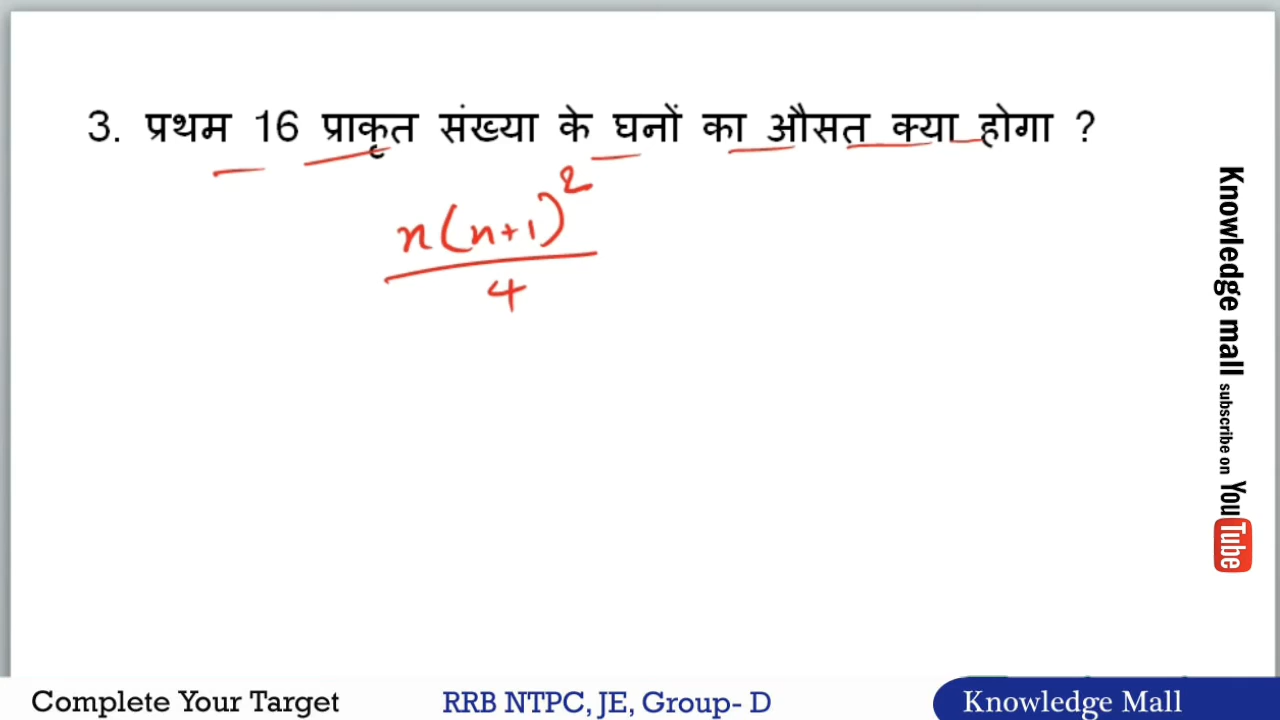 3. प्रथम 16 प्राकृत संख्या के घनों का औसत क्या होगा ?
n(n+1)²
4
Knowledge mall subscribe on YouTube
Complete Your Target
RRB NTPC, JE, Group- D
Knowledge Mall